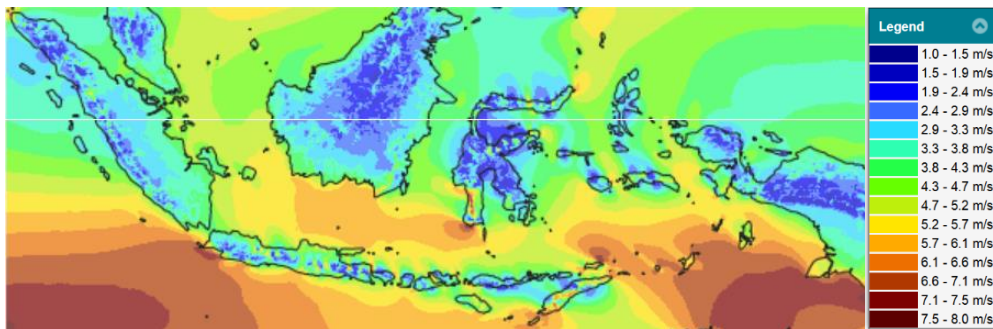 Legend
1.0 - 1.5 m/s
1.5 - 1.9 m/s
1.9 - 2.4 m/s
2.4 - 2.9 m/s
2.9 - 3.3 m/s
3.3 - 3.8 m/s
3.8 - 4.3 m/s
4.3 - 4.7 m/s
4.7 - 5.2 m/s
5.2 - 5.7 m/s
5.7 - 6.1 m/s
6.1 - 6.6 m/s
6.6 - 7.1 m/s
7.1 - 7.5 m/s
7.5 - 8.0 m/s